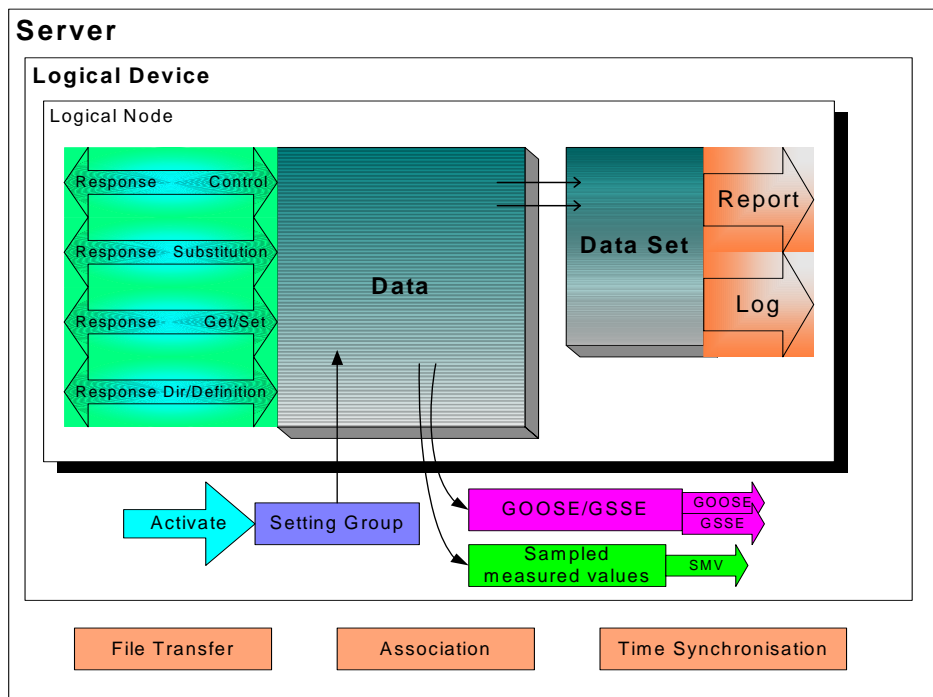 Server
Logical Device
Logical Node
Response Control
Response Substitution
Response Get/Set
Response Dir/Definition
Data
Data Set
Report
Log
Activate
Setting Group
GOOSE/GSSE
GOOSE
GSSE
Sampled
measured values
SMV
File Transfer
Association
Time Synchronisation